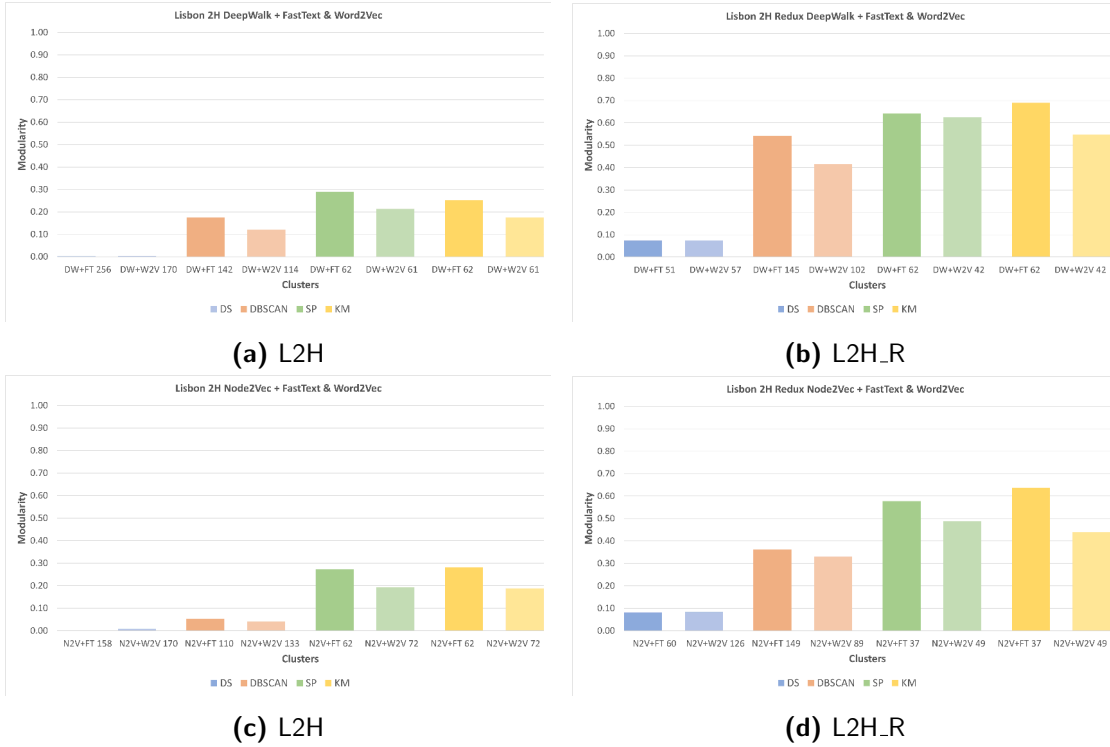 Lisbon 2H DeepWalk + FastText & Word2Vec
1.00
0.90
0.80
0.70
0.60
0.50
0.40
0.30
0.20
0.10
0.00
Modularity
DW+FT 256 DW+W2V 170 DW+FT 142 DW+W2V 114 DW+FT 62 DW+W2V 61 DW+FT 62 DW+W2V 61
Clusters
DS DBSCAN SP KM
(a) L2H
Lisbon 2H Redux DeepWalk + FastText & Word2Vec
1.00
0.90
0.80
0.70
0.60
0.50
0.40
0.30
0.20
0.10
0.00
Modularity
DW+FT 51 DW+W2V 57 DW+FT 145 DW+W2V 102 DW+FT 62 DW+W2V 42 DW+FT 62 DW+W2V 42
Clusters
DS DBSCAN SP KM
(b) L2H_R
Lisbon 2H Node2Vec + FastText & Word2Vec
1.00
0.90
0.80
0.70
0.60
0.50
0.40
0.30
0.20
0.10
0.00
Modularity
N2V+FT 158 N2V+W2V 170 N2V+FT 110 N2V+W2V 133 N2V+FT 62 N2V+W2V 72 N2V+FT 62 N2V+W2V 72
Clusters
DS DBSCAN SP KM
(c) L2H
Lisbon 2H Redux Node2Vec + FastText & Word2Vec
1.00
0.90
0.80
0.70
0.60
0.50
0.40
0.30
0.20
0.10
0.00
Modularity
N2V+FT 60 N2V+W2V 126 N2V+FT 149 N2V+W2V 89 N2V+FT 37 N2V+W2V 49 N2V+FT 37 N2V+W2V 49
Clusters
DS DBSCAN SP KM
(d) L2H_R